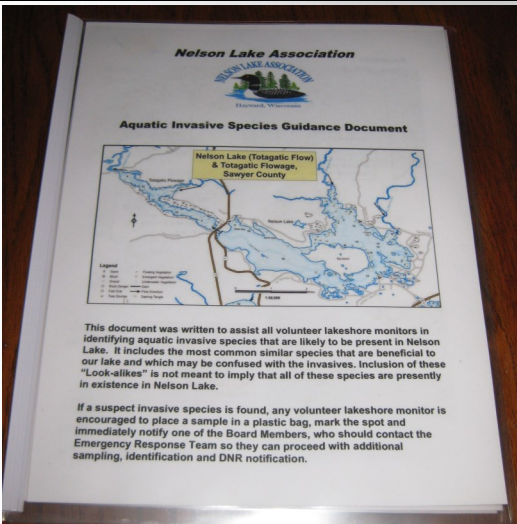 Nelson Lake Association
NELSON LAKE ASSOCIATION
Hayward, Wisconsin
Aquatic Invasive Species Guidance Document
Nelson Lake (Totagatic Flow)
& Totagatic Flowage,
Sawyer County
Totagatic Flowage
Nelson Lake
Legend
This document was written to assist all volunteer lakeshore monitors in
identifying aquatic invasive species that are likely to be present in Nelson
Lake. It includes the most common similar species that are beneficial to
our lake and which may be confused with the invasives. Inclusion of these
“Look-alikes” is not meant to imply that all of these species are presently
in existence in Nelson Lake.
If a suspect invasive species is found, any volunteer lakeshore monitor is
encouraged to place a sample in a plastic bag, mark the spot and
immediately notify one of the Board Members, who should contact the
Emergency Response Team so they can proceed with additional
sampling, identification and DNR notification.